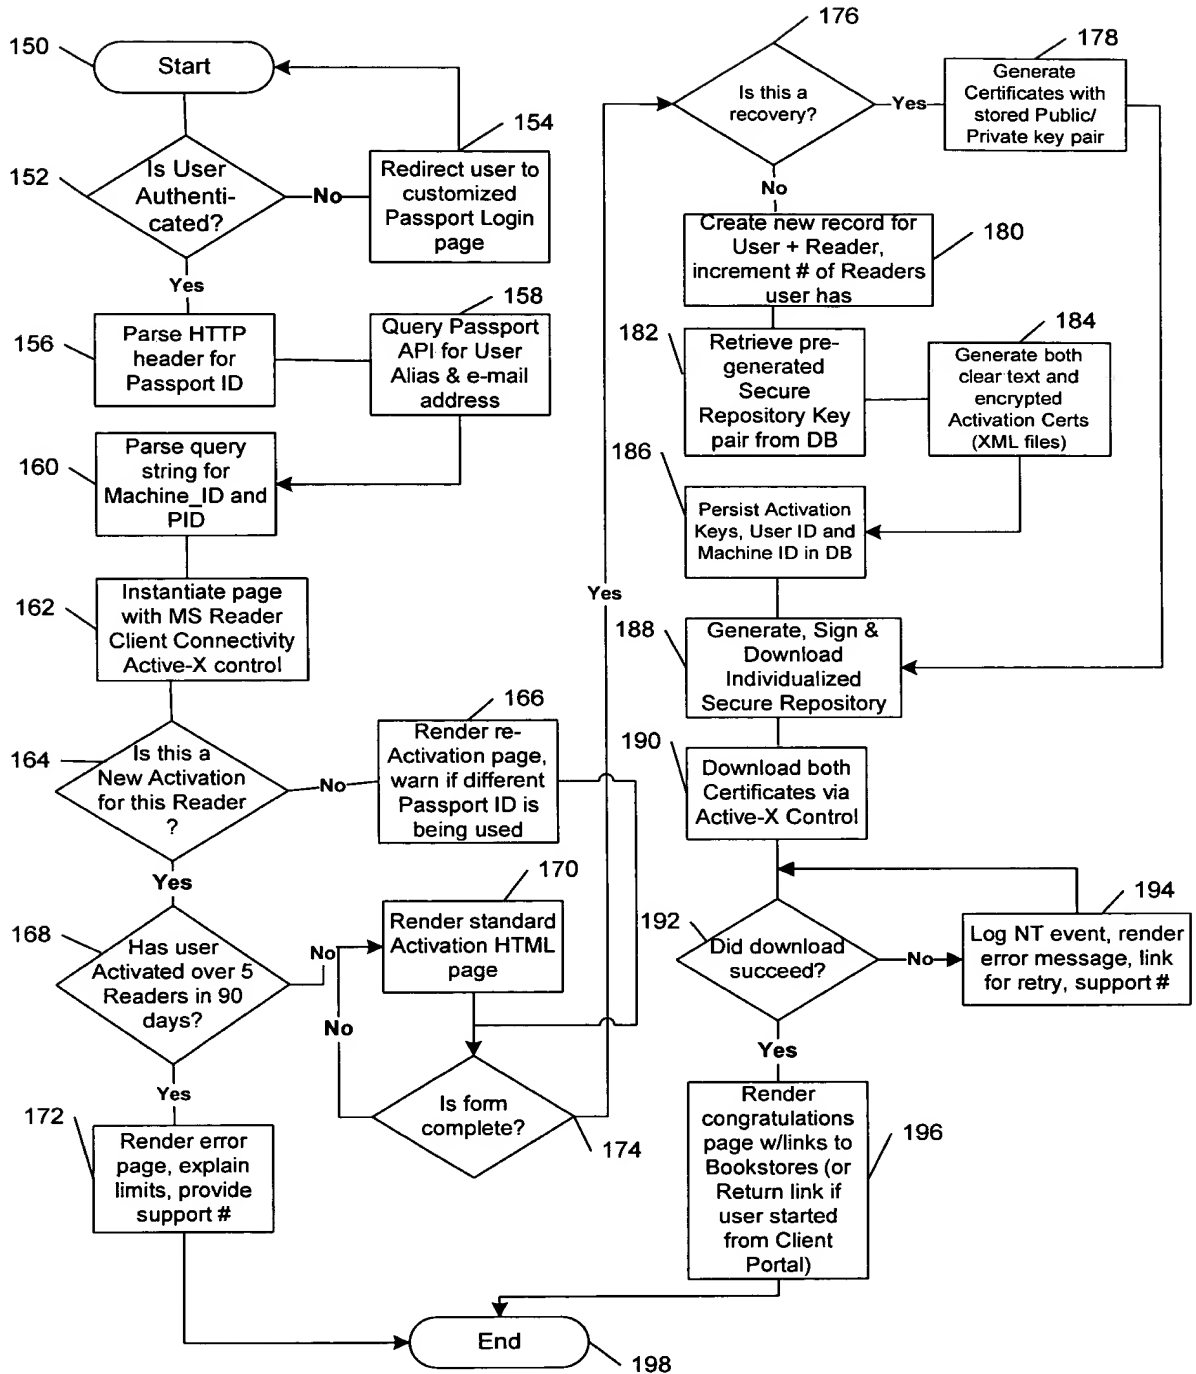 150
Start
152
Is User
Authenti-
cated?
No
154
Redirect user to
customized
Passport Login
page
Yes
156
Parse HTTP
header for
Passport ID
158
Query Passport
API for User
Alias & e-mail
address
160
Parse query
string for
Machine_ID and
PID
162
Instantiate page
with MS Reader
Client Connectivity
Active-X control
164
Is this a
New Activation
for this Reader
?
No
166
Render re-
Activation page,
warn if different
Passport ID is
being used
Yes
168
Has user
Activated over 5
Readers in 90
days?
No
170
Render standard
Activation HTML
page
No
Yes
172
Render error
page, explain
limits, provide
support #
Is form
complete?
174
Yes
176
Is this a
recovery?
Yes
178
Generate
Certificates with
stored Public/
Private key pair
No
180
Create new record for
User + Reader,
increment # of Readers
user has
182
Retrieve pre-
generated
Secure
Repository Key
pair from DB
184
Generate both
clear text and
encrypted
Activation Certs
(XML files)
186
Persist Activation
Keys, User ID and
Machine ID in DB
188
Generate, Sign &
Download
Individualized
Secure Repository
190
Download both
Certificates via
Active-X Control
192
Did download
succeed?
No
194
Log NT event, render
error message, link
for retry, support #
Yes
196
Render
congratulations
page w/links to
Bookstores (or
Return link if
user started
from Client
Portal)
End
198